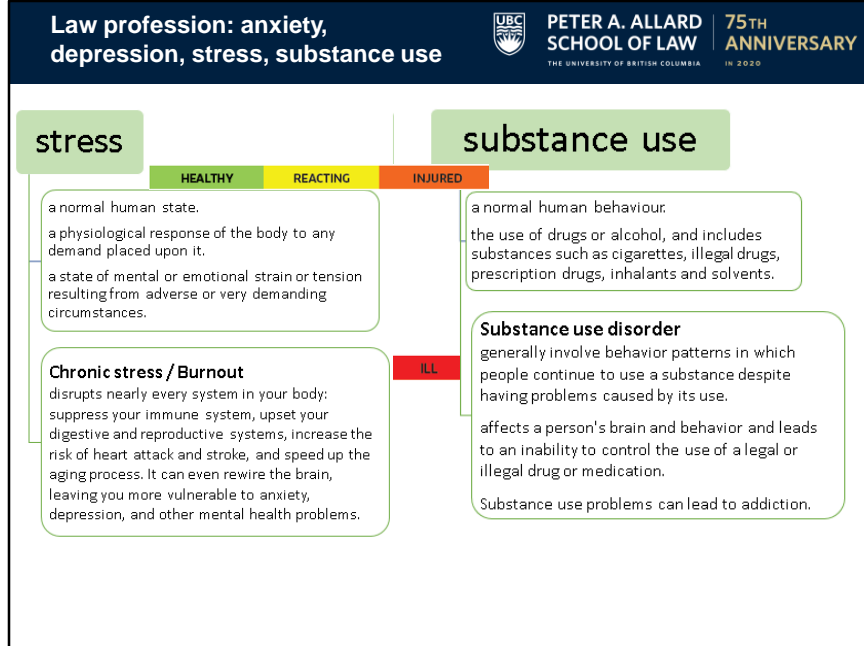 Law profession: anxiety,
depression, stress, substance use
UBC
PETER A. ALLARD
SCHOOL OF LAW
THE UNIVERSITY OF BRITISH COLUMBIA
75TH
ANNIVERSARY
IN 2020
stress
substance use
HEALTHY
REACTING
INJURED
a normal human state.
a physiological response of the body to any
demand placed upon it.
a state of mental or emotional strain or tension
resulting from adverse or very demanding
circumstances.
a normal human behaviour.
the use of drugs or alcohol, and includes
substances such as cigarettes, illegal drugs,
prescription drugs, inhalants and solvents.
Chronic stress / Burnout
disrupts nearly every system in your body:
suppress your immune system, upset your
digestive and reproductive systems, increase the
risk of heart attack and stroke, and speed up the
aging process. It can even rewire the brain,
leaving you more vulnerable to anxiety,
depression, and other mental health problems.
ILL
Substance use disorder
generally involve behavior patterns in which
people continue to use a substance despite
having problems caused by its use.
affects a person's brain and behavior and leads
to an inability to control the use of a legal or
illegal drug or medication.
Substance use problems can lead to addiction.